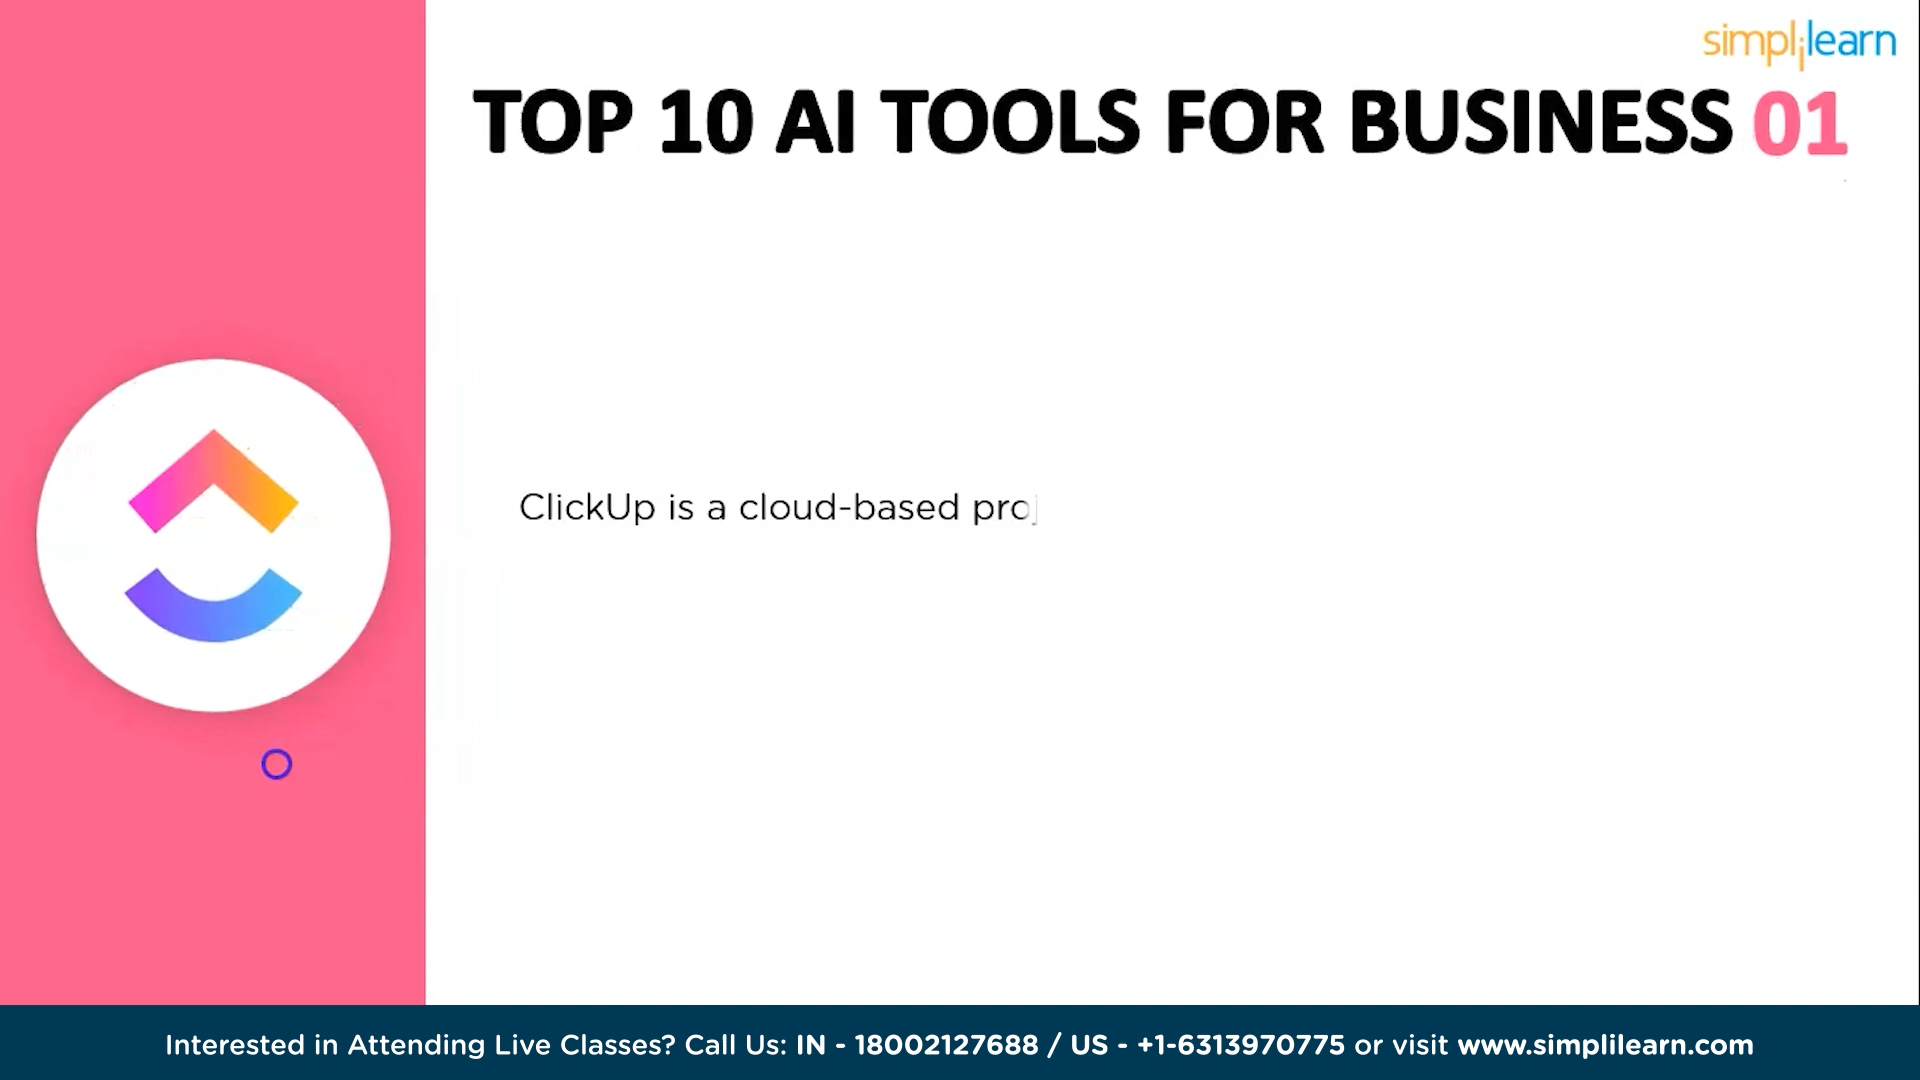 simplilearn
TOP 10 AI TOOLS FOR BUSINESS 01
ClickUp is a cloud-based proj
Interested in Attending Live Classes? Call Us: IN - 18002127688 / US - +1-6313970775 or visit www.simplilearn.com